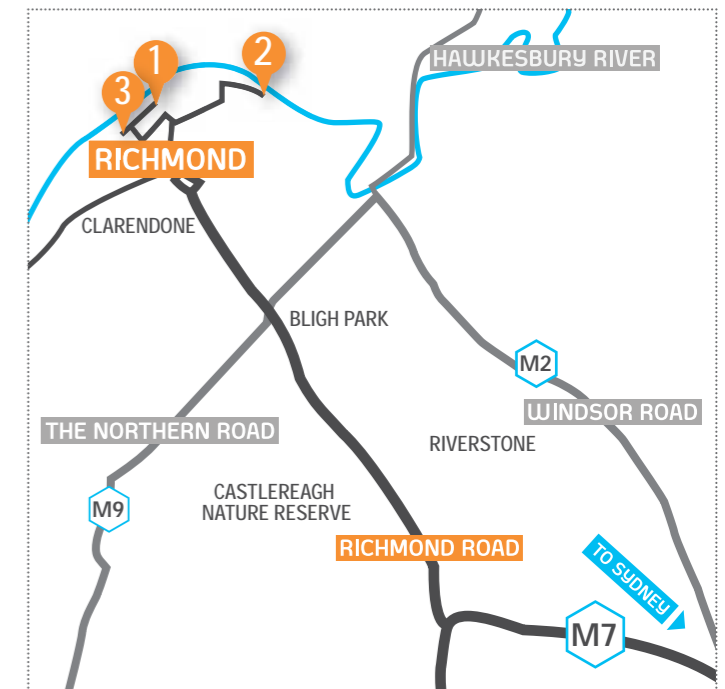 HAWKESBURY RIVER
1
2
3
RICHMOND
CLARENDONE
BLIGH PARK
M2
WINDSOR ROAD
THE NORTHERN ROAD
RIVERSTONE
CASTLEREAGH
NATURE RESERVE
M9
RICHMOND ROAD
TO SYDNEY
M7